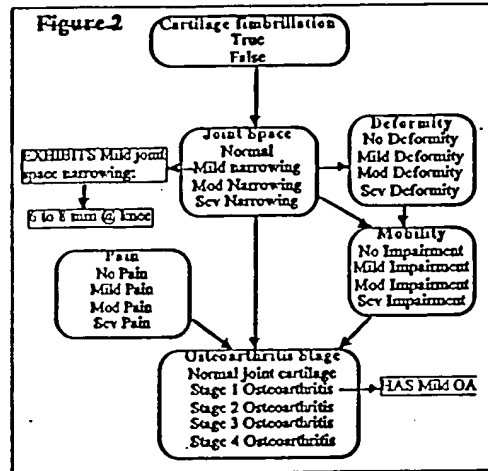 Figure 2
Cartilage fimbrillation
True
False
Joint Space
Normal
Mild narrowing
Mod Narrowing
Sev Narrowing
Deformity
No Deformity
Mild Deformity
Mod Deformity
Sev Deformity
EXHIBITS Mild joint
space narrowing:
6 to 8 mm @ knee
Mobility
No Impairment
Mild Impairment
Mod Impairment
Sev Impairment
Pain
No Pain
Mild Pain
Mod Pain
Sev Pain
Osteoarthritis Stage
Normal joint cartilage
Stage 1 Osteoarthritis
Stage 2 Osteoarthritis
Stage 3 Osteoarthritis
Stage 4 Osteoarthritis
HAS Mild OA